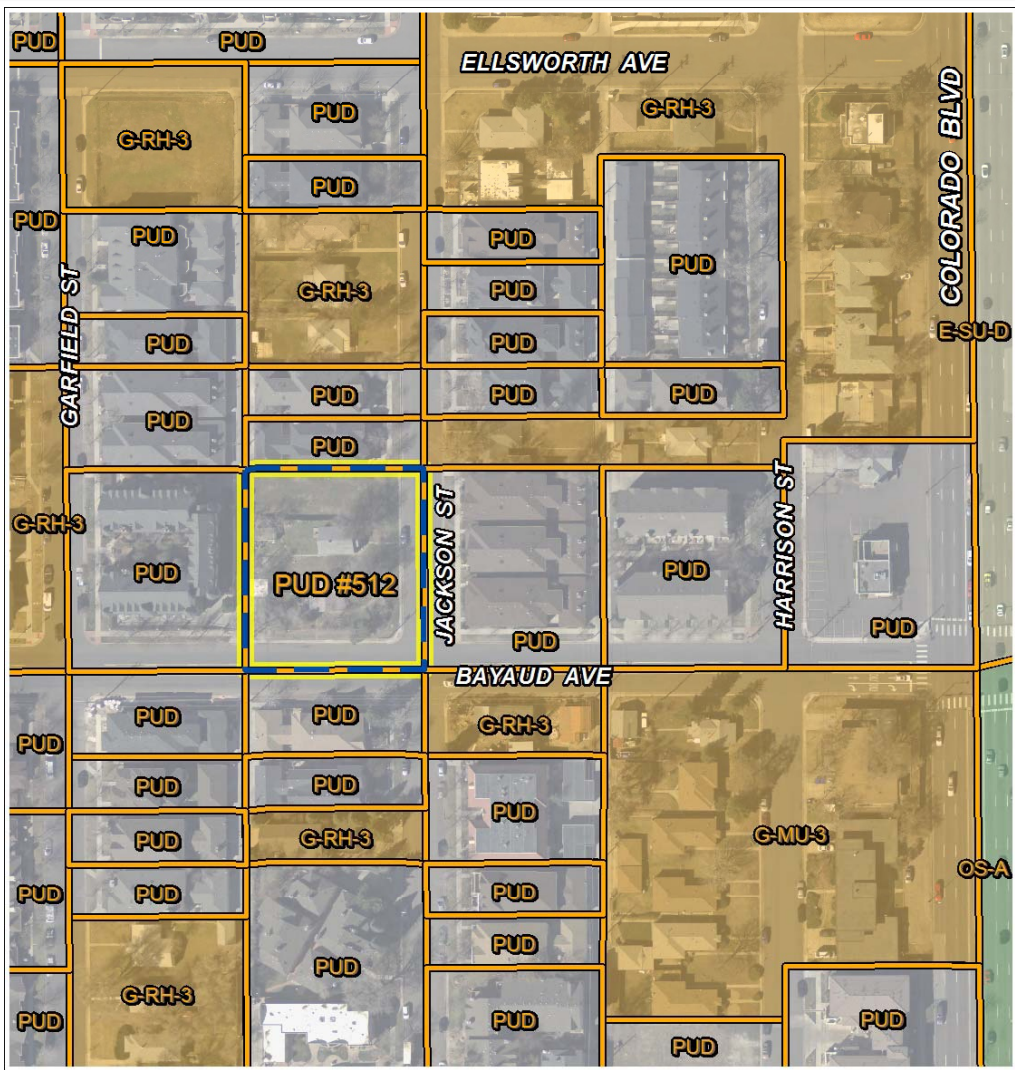 PUD
PUD
ELLSWORTH AVE
PUD
G-RH-3
G-RH-3
COLORADO BLVD
PUD
PUD
PUD
PUD
PUD
G-RH-3
PUD
PUD
GARFIELD ST
E-SU-D
PUD
PUD
PUD
PUD
PUD
PUD
PUD
G-RH-3
PUD
PUD #512
JACKSON ST
PUD
PUD
HARRISON ST
PUD
BAYAUD AVE
PUD
PUD
G-RH-3
PUD
PUD
PUD
PUD
PUD
G-RH-3
G-MU-3
OS-A
PUD
PUD
PUD
PUD
PUD
G-RH-3
PUD
PUD
PUD
PUD